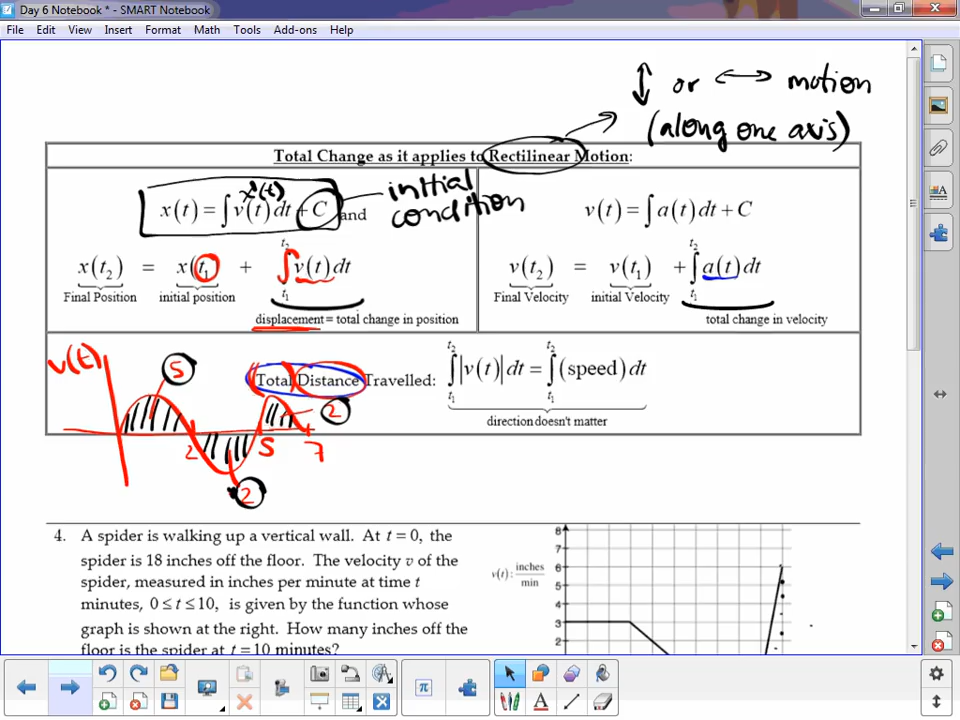 Day 6 Notebook * - SMART Notebook
File Edit View Insert Format Math Tools Add-ons Help
↕ or ↔ motion
(along one axis)
Total Change as it applies to Rectilinear Motion:
x'(t)
x(t) = ∫ v(t) dt + C and
initial
condition
v(t) = ∫ a(t) dt + C
x(t₂) = x(t₁) + ∫ₜ₁ᵗ² v(t) dt
Final Position initial position
displacement = total change in position
v(t₂) = v(t₁) + ∫ₜ₁ᵗ² a(t) dt
Final Velocity initial Velocity
total change in velocity
v(t)
5
Total Distance Travelled: ∫ₜ₁ᵗ² |v(t)| dt = ∫ₜ₁ᵗ² (speed) dt
direction doesn't matter
2
2 5 7
2
4. A spider is walking up a vertical wall. At t = 0, the
spider is 18 inches off the floor. The velocity v of the
spider, measured in inches per minute at time t
minutes, 0 ≤ t ≤ 10, is given by the function whose
graph is shown at the right. How many inches off the
floor is the spider at t = 10 minutes?
v(t): inches
min
8
7
6
5
4
3
2
π
A